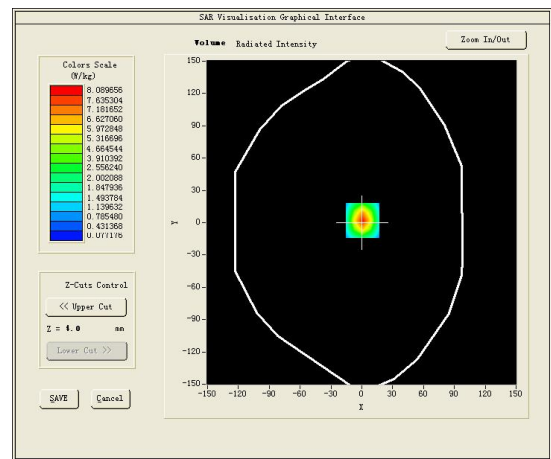 SAR Visualisation Graphical Interface
Volume Radiated Intensity
Zoom In/Out
Colors Scale
(W/kg)
8.089656
7.635304
7.181652
6.627060
5.972848
5.316696
4.664544
3.910392
2.556240
2.002088
1.847936
1.493784
1.139632
0.785480
0.431368
0.077176
Z-Cuts Control
<< Upper Cut
Z = 4.0 mm
Lower Cut >>
SAVE Cancel
150
120
90
60
30
0
-30
-60
-90
-120
-150
Y
-150 -120 -90 -60 -30 0 30 60 90 120 150
X